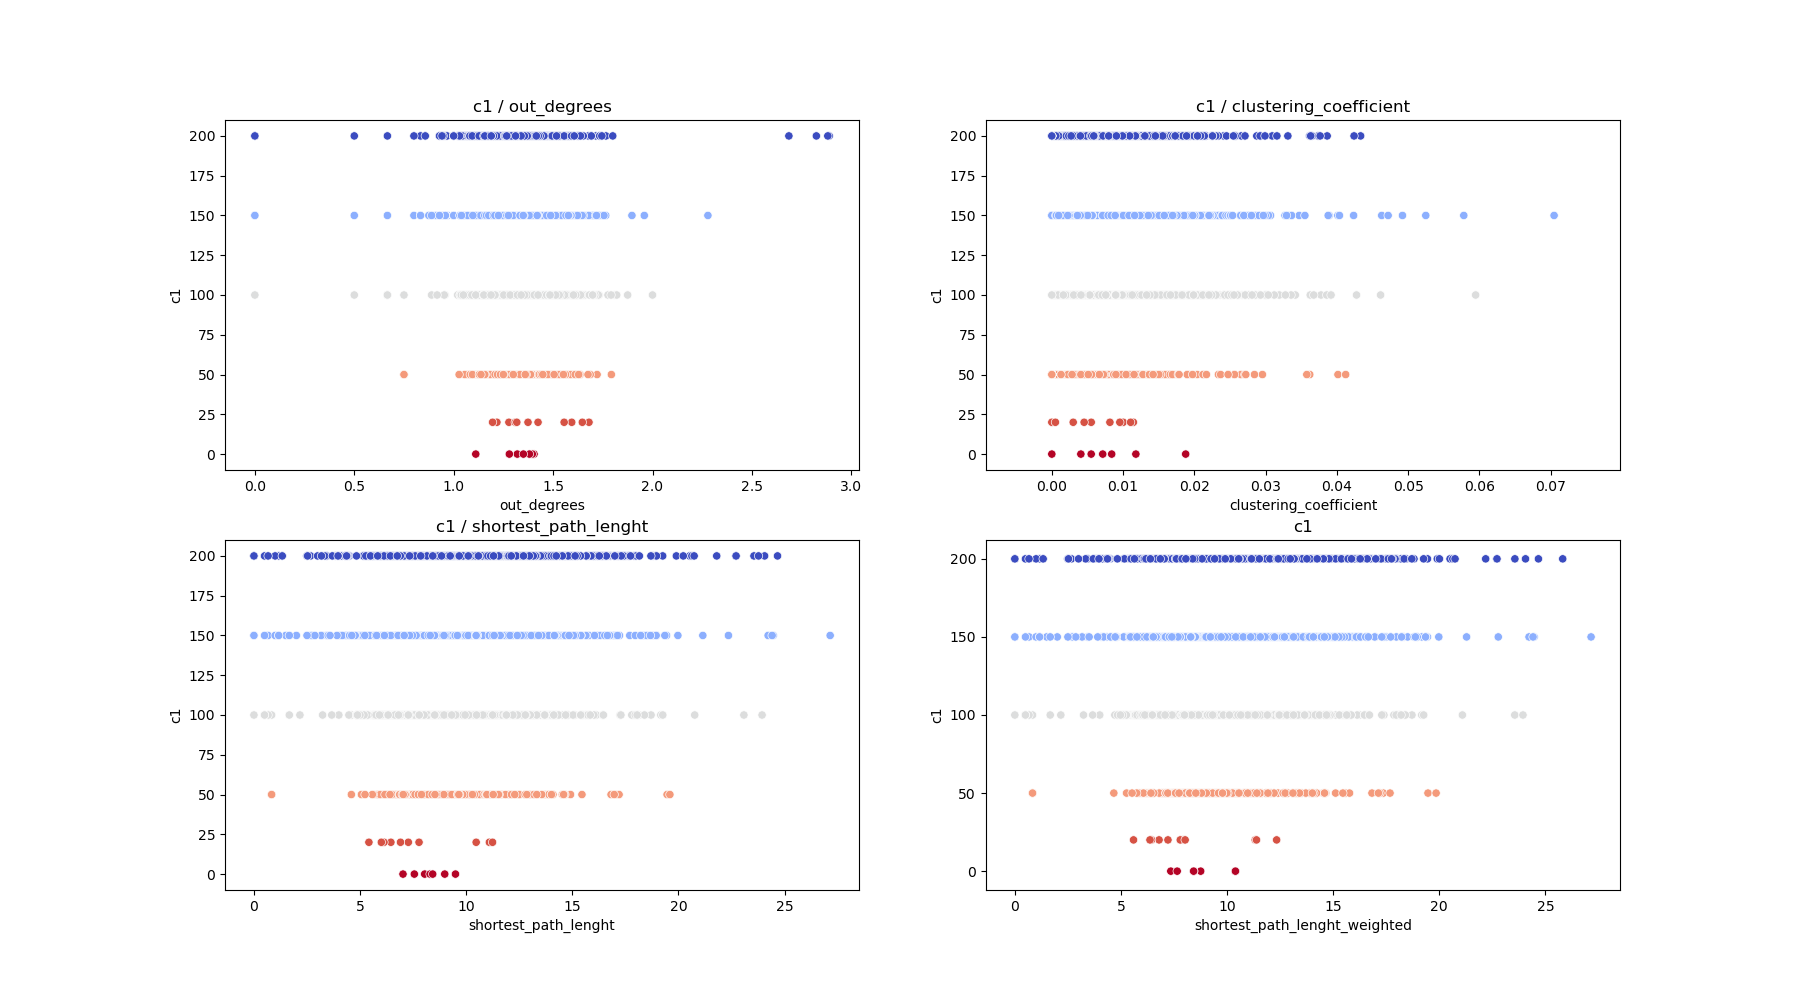 c1 / out_degrees
200
175
150
125
100
75
50
25
0
c1
0.0 0.5 1.0 1.5 2.0 2.5 3.0
out_degrees
c1 / clustering_coefficient
200
175
150
125
100
75
50
25
0
c1
0.00 0.01 0.02 0.03 0.04 0.05 0.06 0.07
clustering_coefficient
c1 / shortest_path_lenght
200
175
150
125
100
75
50
25
0
c1
0 5 10 15 20 25
shortest_path_lenght
c1
200
150
100
50
0
c1
0 5 10 15 20 25
shortest_path_lenght_weighted